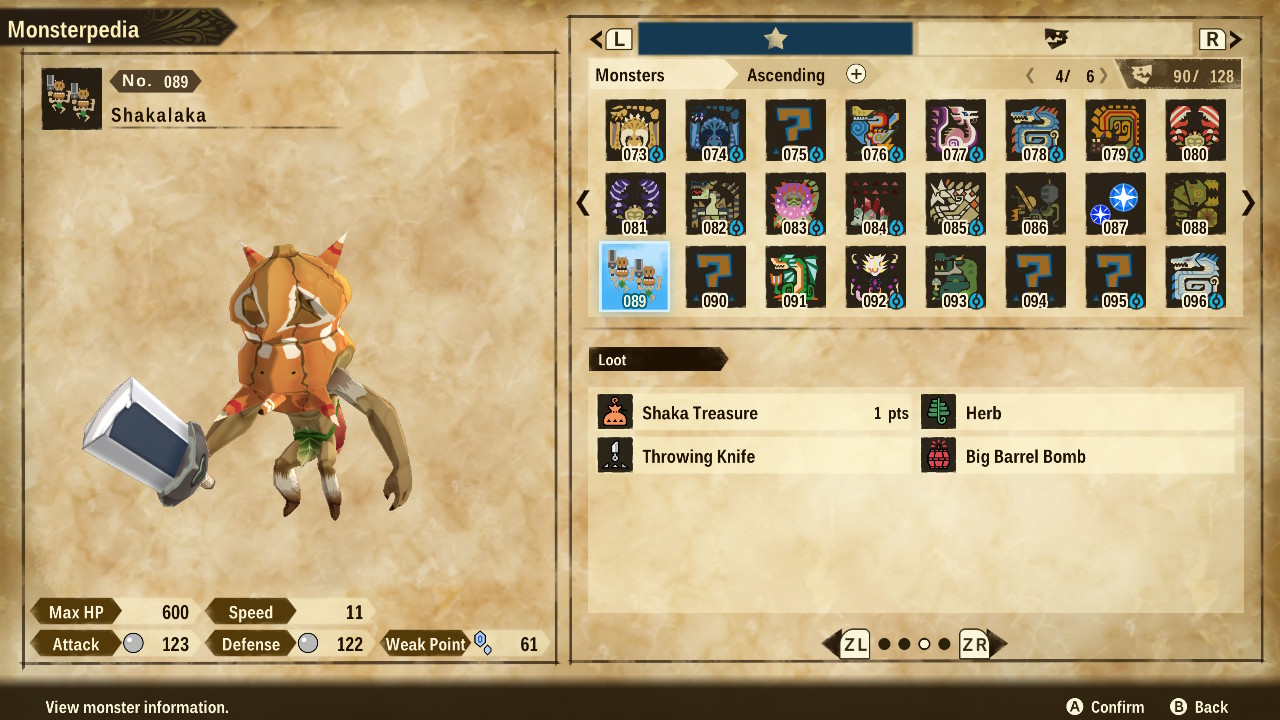 Monsterpedia
No. 089
Shakalaka
Max HP 600 Speed 11
Attack 123 Defense 122 Weak Point 61
L R
Monsters Ascending 4/ 6 90/ 128
073 074 075 076 077 078 079 080
081 082 083 084 085 086 087 088
089 090 091 092 093 094 095 096
Loot
Shaka Treasure 1 pts Herb
Throwing Knife Big Barrel Bomb
ZL ZR
View monster information. A Confirm B Back